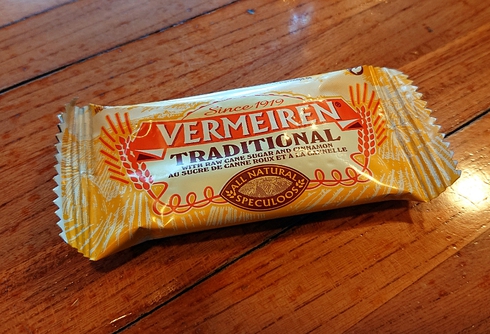 Since 1919
VERMEIREN®
TRADITIONAL
WITH RAW CANE SUGAR AND CINNAMON
AU SUCRE DE CANNE ROUX ET A LA CANNELLE
ALL NATURAL
SPECULOOS